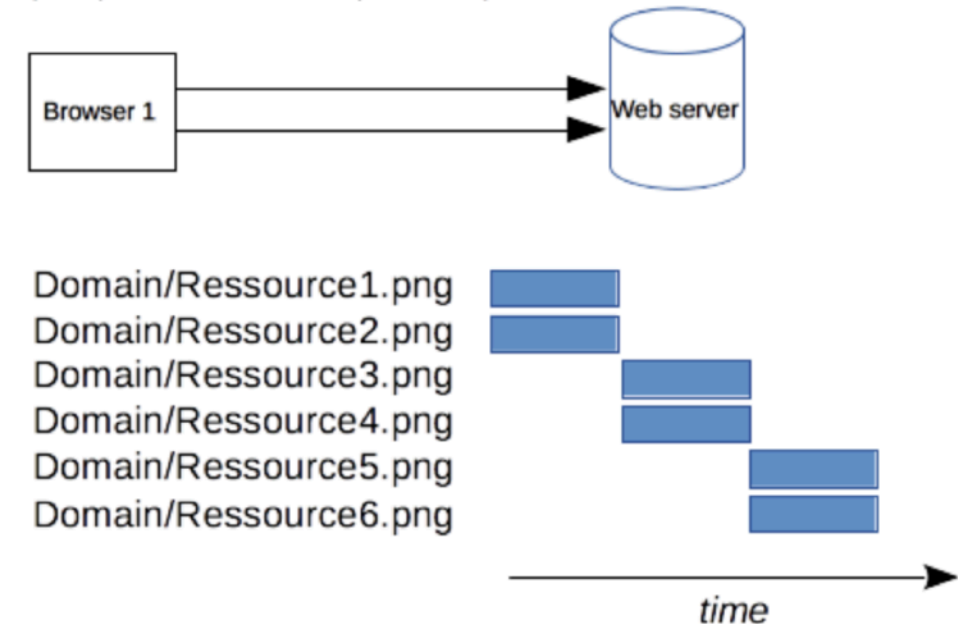 Browser 1
Web server
Domain/Ressource1.png
Domain/Ressource2.png
Domain/Ressource3.png
Domain/Ressource4.png
Domain/Ressource5.png
Domain/Ressource6.png
time